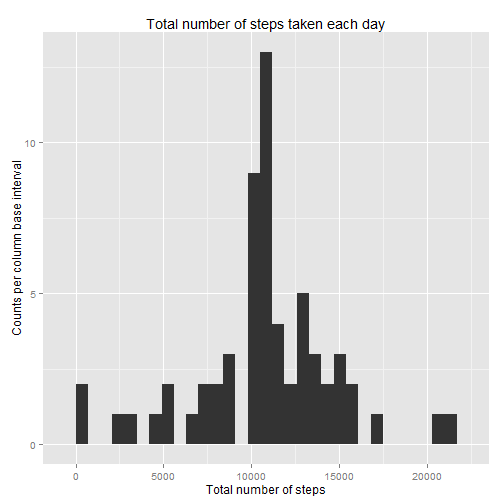 Total number of steps taken each day
Counts per column base interval
10
5
0
0 5000 10000 15000 20000
Total number of steps